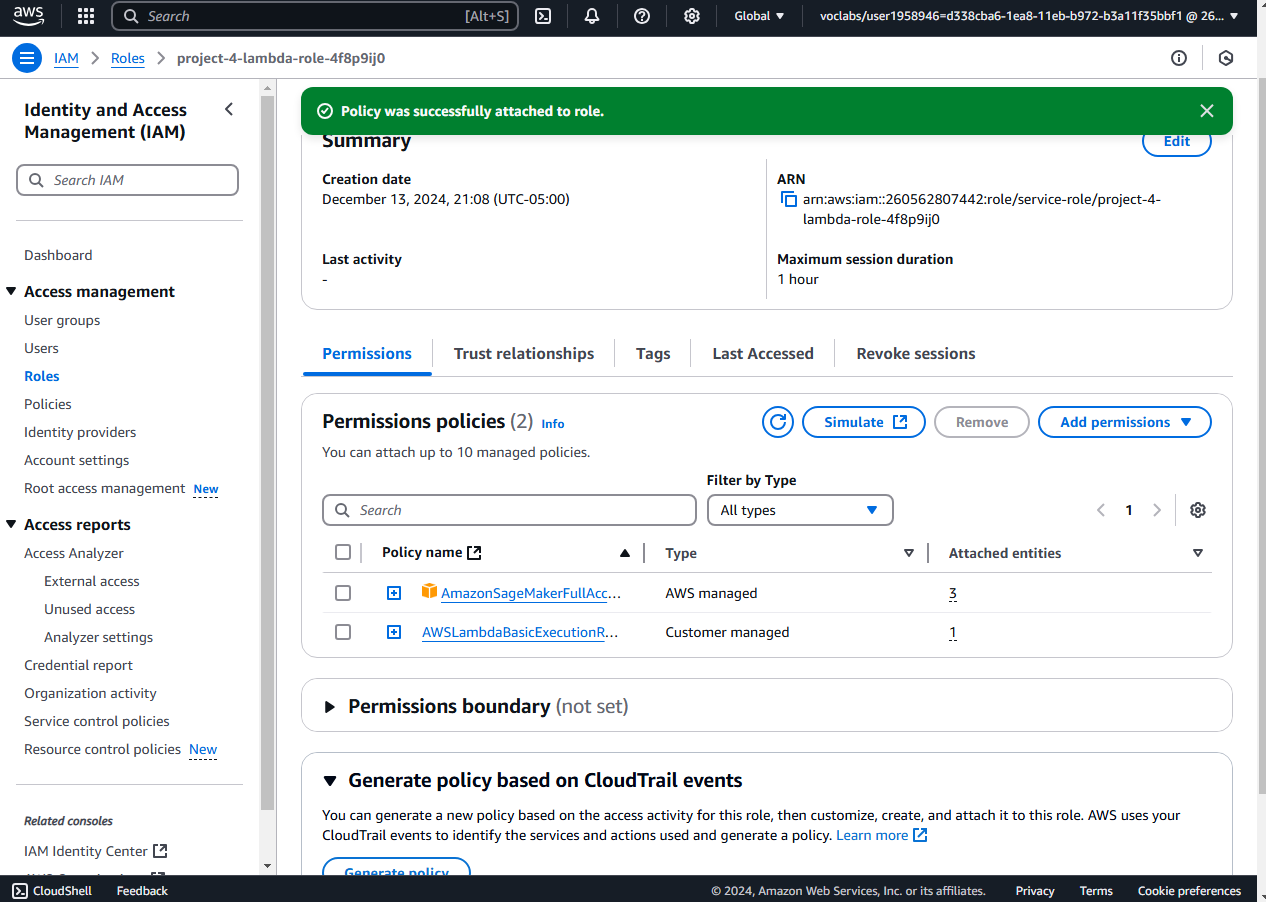 aws
Search [Alt+S]
Global
voclabs/user1958946=d338cba6-1ea8-11eb-b972-b3a11f35bbf1 @ 26...
IAM
Roles
project-4-lambda-role-4f8p9ij0
Identity and Access
Management (IAM)
Search IAM
Dashboard
Access management
User groups
Users
Roles
Policies
Identity providers
Account settings
Root access management New
Access reports
Access Analyzer
External access
Unused access
Analyzer settings
Credential report
Organization activity
Service control policies
Resource control policies New
Related consoles
IAM Identity Center
Policy was successfully attached to role.
Summary
Edit
Creation date
December 13, 2024, 21:08 (UTC-05:00)
ARN
arn:aws:iam::260562807442:role/service-role/project-4-
lambda-role-4f8p9ij0
Last activity
-
Maximum session duration
1 hour
Permissions
Trust relationships
Tags
Last Accessed
Revoke sessions
Permissions policies (2) Info
Simulate
Remove
Add permissions
You can attach up to 10 managed policies.
Filter by Type
Search
All types
1
Policy name
Type
Attached entities
AmazonSageMakerFullAcc...
AWS managed
3
AWSLambdaBasicExecutionR...
Customer managed
1
Permissions boundary (not set)
Generate policy based on CloudTrail events
You can generate a new policy based on the access activity for this role, then customize, create, and attach it to this role. AWS uses your
CloudTrail events to identify the services and actions used and generate a policy. Learn more
Generate policy
CloudShell
Feedback
© 2024, Amazon Web Services, Inc. or its affiliates.
Privacy
Terms
Cookie preferences